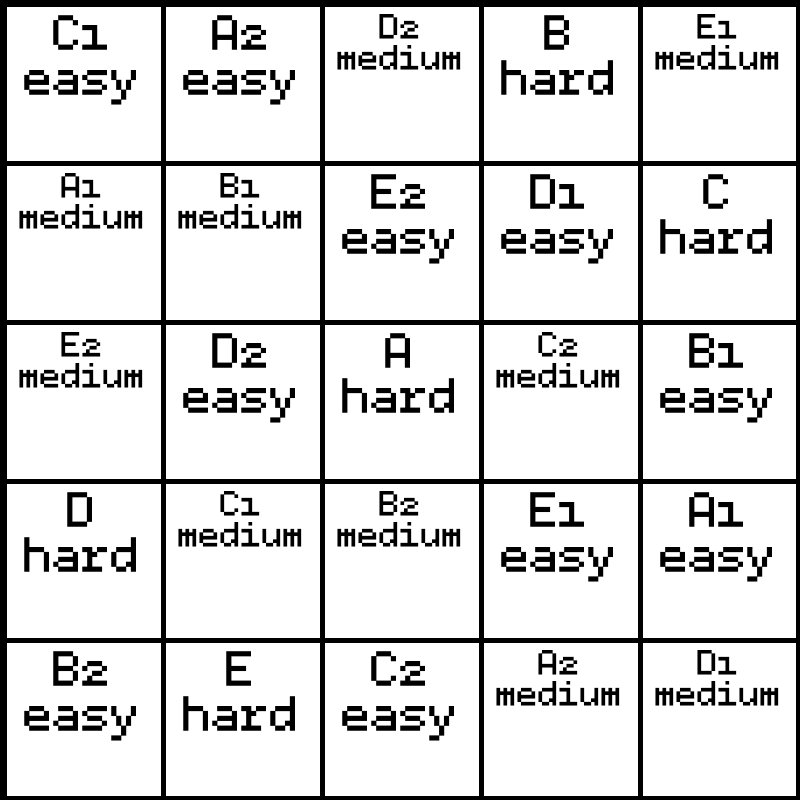 C1 A2 D2 B E1
easy easy medium hard medium
A1 B1 E2 D1 C
medium medium easy easy hard
E2 D2 A C2 B1
medium easy hard medium easy
D C1 B2 E1 A1
hard medium medium easy easy
B2 E C2 A2 D1
easy hard easy medium medium